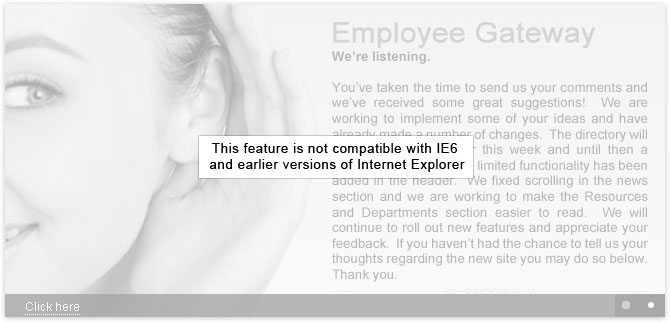 Employee Gateway
We're listening.
You've taken the time to send us your comments and
we've received some great suggestions! We are
working to implement some of your ideas and have
already made a number of changes. The directory will
This feature is not compatible with IE6
and earlier versions of Internet Explorer
this week and until then a
limited functionality has been
added in the header. We fixed scrolling in the news
section and we are working to make the Resources
and Departments section easier to read. We will
continue to roll out new features and appreciate your
feedback. If you haven't had the chance to tell us your
thoughts regarding the new site you may do so below.
Thank you.
Click here